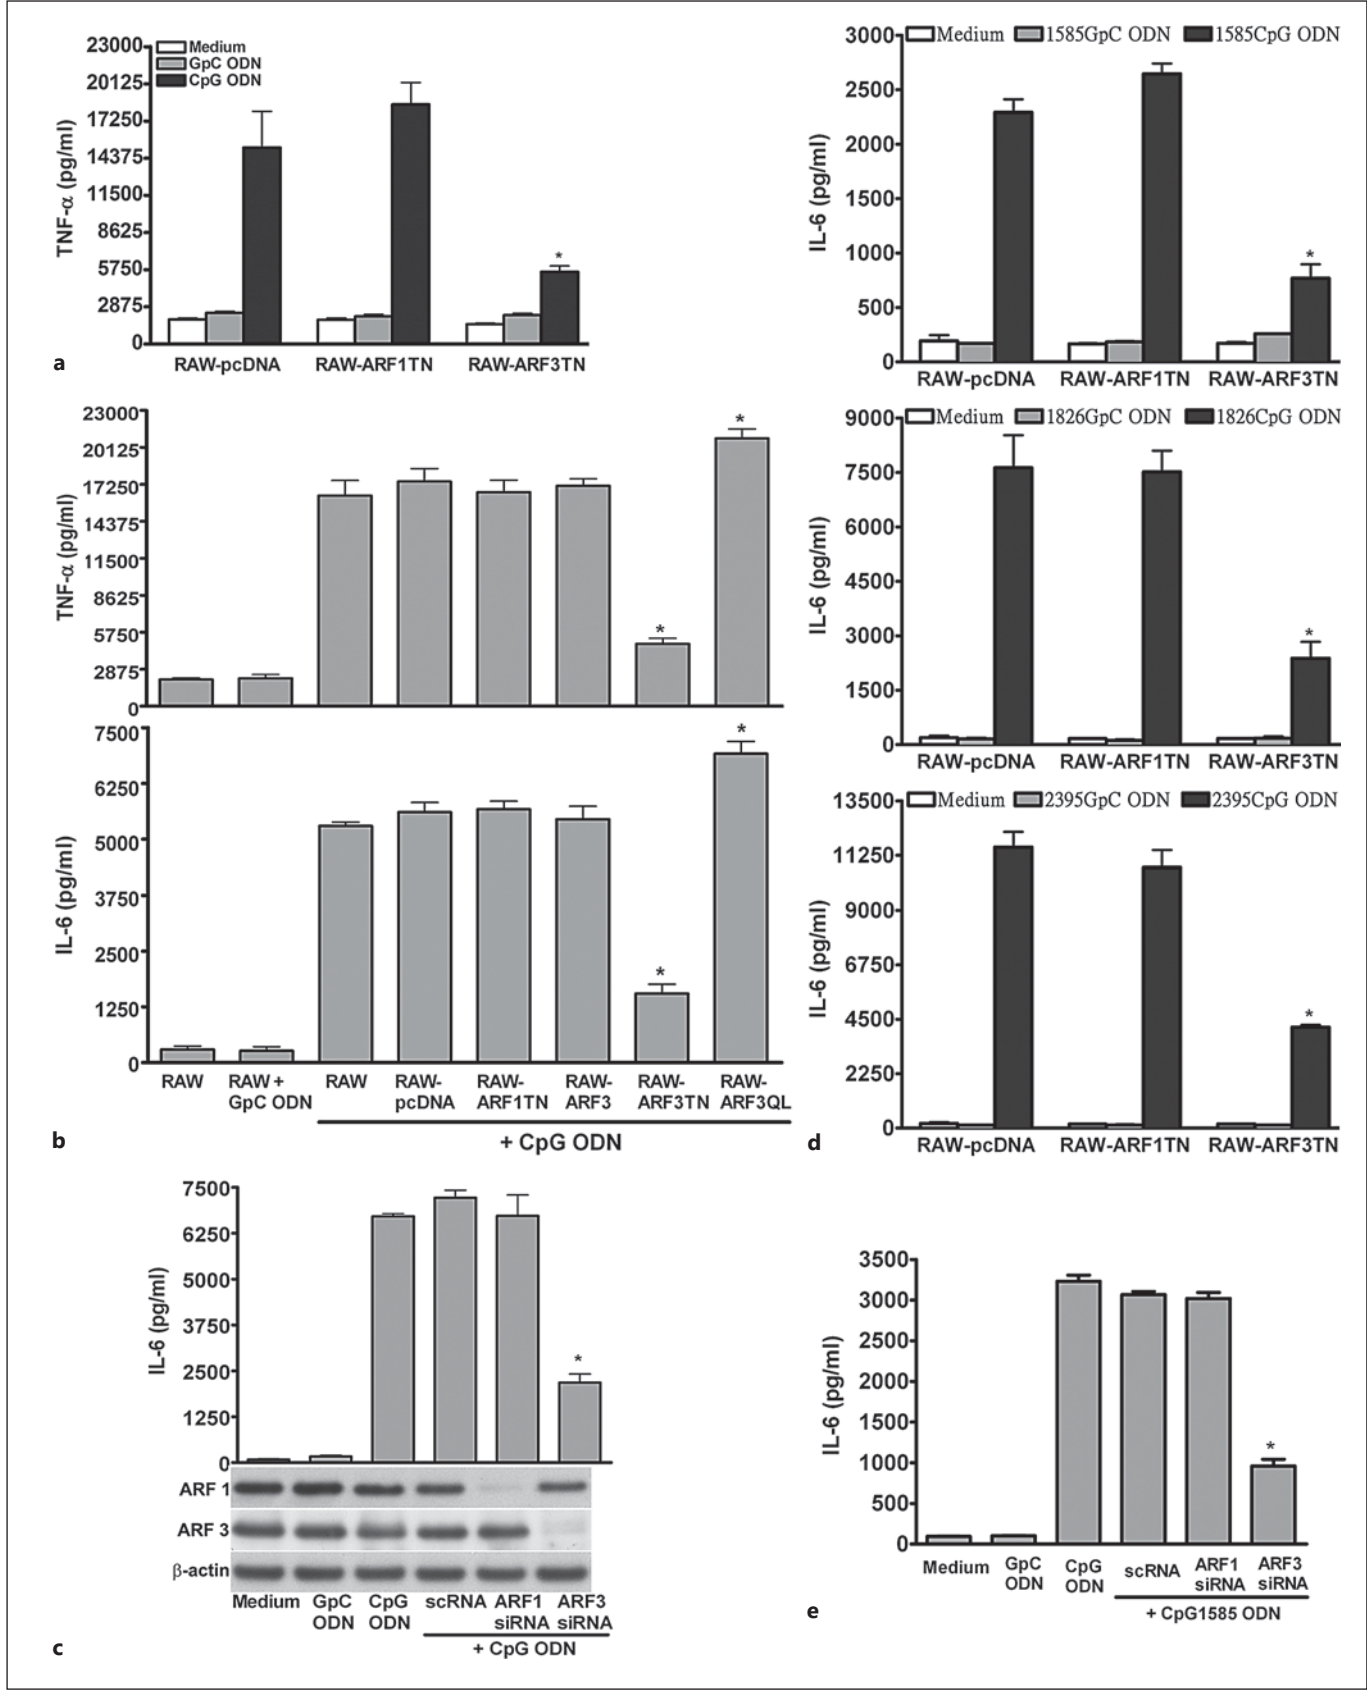 23000
20125
17250
14375
11500
8625
5750
2875
0
TNF-α (pg/ml)
Medium
GpC ODN
CpG ODN
*
RAW-pcDNA RAW-ARF1TN RAW-ARF3TN
a
23000
20125
17250
14375
11500
8625
5750
2875
0
TNF-α (pg/ml)
* *
7500
6250
5000
3750
2500
1250
0
IL-6 (pg/ml)
* *
RAW RAW + GpC ODN RAW RAW-pcDNA RAW-ARF1TN RAW-ARF3 RAW-ARF3TN RAW-ARF3QL
+ CpG ODN
b
7500
6250
5000
3750
2500
1250
0
IL-6 (pg/ml)
*
ARF 1
ARF 3
β-actin
Medium GpC ODN CpG ODN scRNA ARF1 siRNA ARF3 siRNA
+ CpG ODN
c
3000
2500
2000
1500
1000
500
0
IL-6 (pg/ml)
Medium 1585GpC ODN 1585CpG ODN
*
RAW-pcDNA RAW-ARF1TN RAW-ARF3TN
9000
7500
6000
4500
3000
1500
0
IL-6 (pg/ml)
Medium 1826GpC ODN 1826CpG ODN
*
RAW-pcDNA RAW-ARF1TN RAW-ARF3TN
13500
11250
9000
6750
4500
2250
0
IL-6 (pg/ml)
Medium 2395GpC ODN 2395CpG ODN
*
RAW-pcDNA RAW-ARF1TN RAW-ARF3TN
d
3500
3000
2500
2000
1500
1000
500
0
IL-6 (pg/ml)
*
Medium GpC ODN CpG ODN scRNA ARF1 siRNA ARF3 siRNA
+ CpG1585 ODN
e